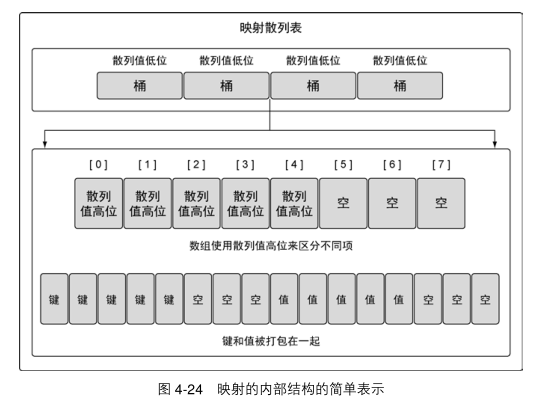 映射散列表
散列值低位 散列值低位 散列值低位 散列值低位
桶 桶 桶 桶
[0] [1] [2] [3] [4] [5] [6] [7]
散列值高位 散列值高位 散列值高位 散列值高位 散列值高位 空 空 空
数组使用散列值高位来区分不同项
键 键 键 键 键 空 空 空 值 值 值 值 值 空 空 空
键和值被打包在一起
图 4-24 映射的内部结构的简单表示